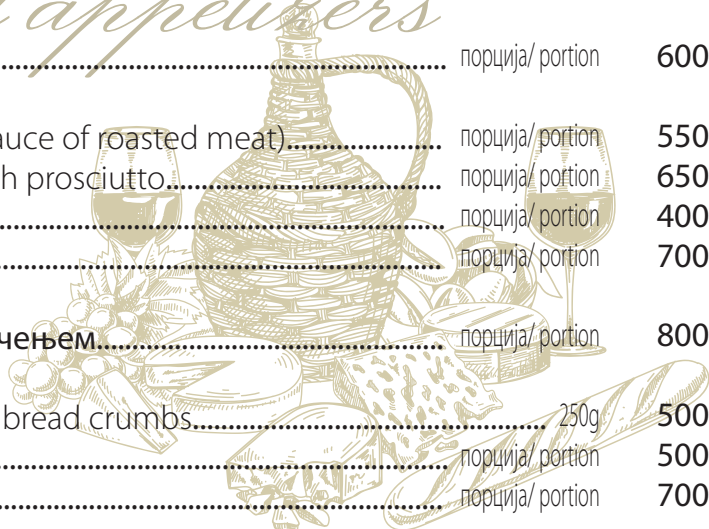 appetizers
порција/ portion 600
auce of roasted meat) порција/ portion 550
h prosciutto порција/ portion 650
порција/ portion 400
порција/ portion 700
чењем порција/ portion 800
bread crumbs 250g 500
порција/ portion 500
порција/ portion 700